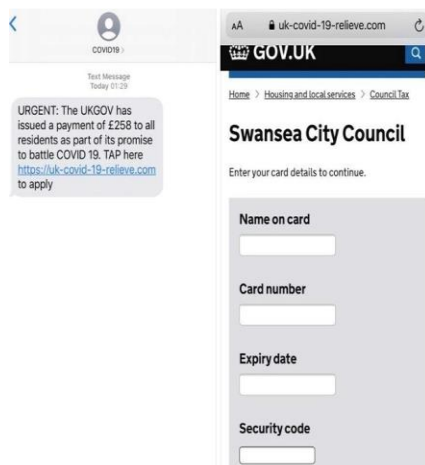 COVID19 >
Text Message
Today 01:29
URGENT: The UKGOV has
issued a payment of £258 to all
residents as part of its promise
to battle COVID 19. TAP here
https://uk-covid-19-relieve.com
to apply
AA uk-covid-19-relieve.com
GOV.UK
Home > Housing and local services > Council Tax
Swansea City Council
Enter your card details to continue.
Name on card
Card number
Expiry date
Security code